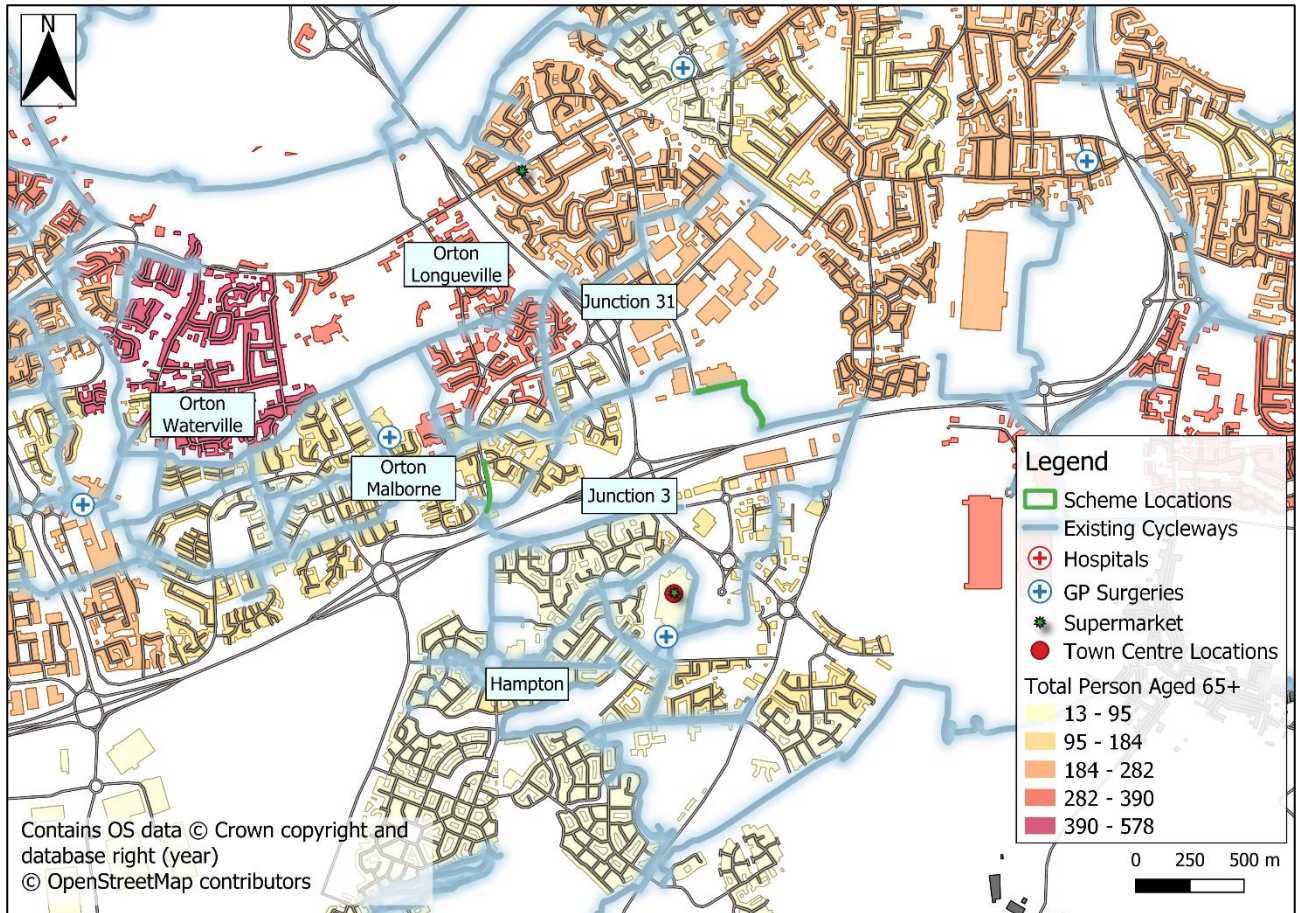 N
Orton
Longueville
Junction 31
Orton
Waterville
Orton
Malborne
Junction 3
Hampton
Legend
Scheme Locations
Existing Cycleways
Hospitals
GP Surgeries
Supermarket
Town Centre Locations
Total Person Aged 65+
13 - 95
95 - 184
184 - 282
282 - 390
390 - 578
0 250 500 m
Contains OS data © Crown copyright and
database right (year)
© OpenStreetMap contributors